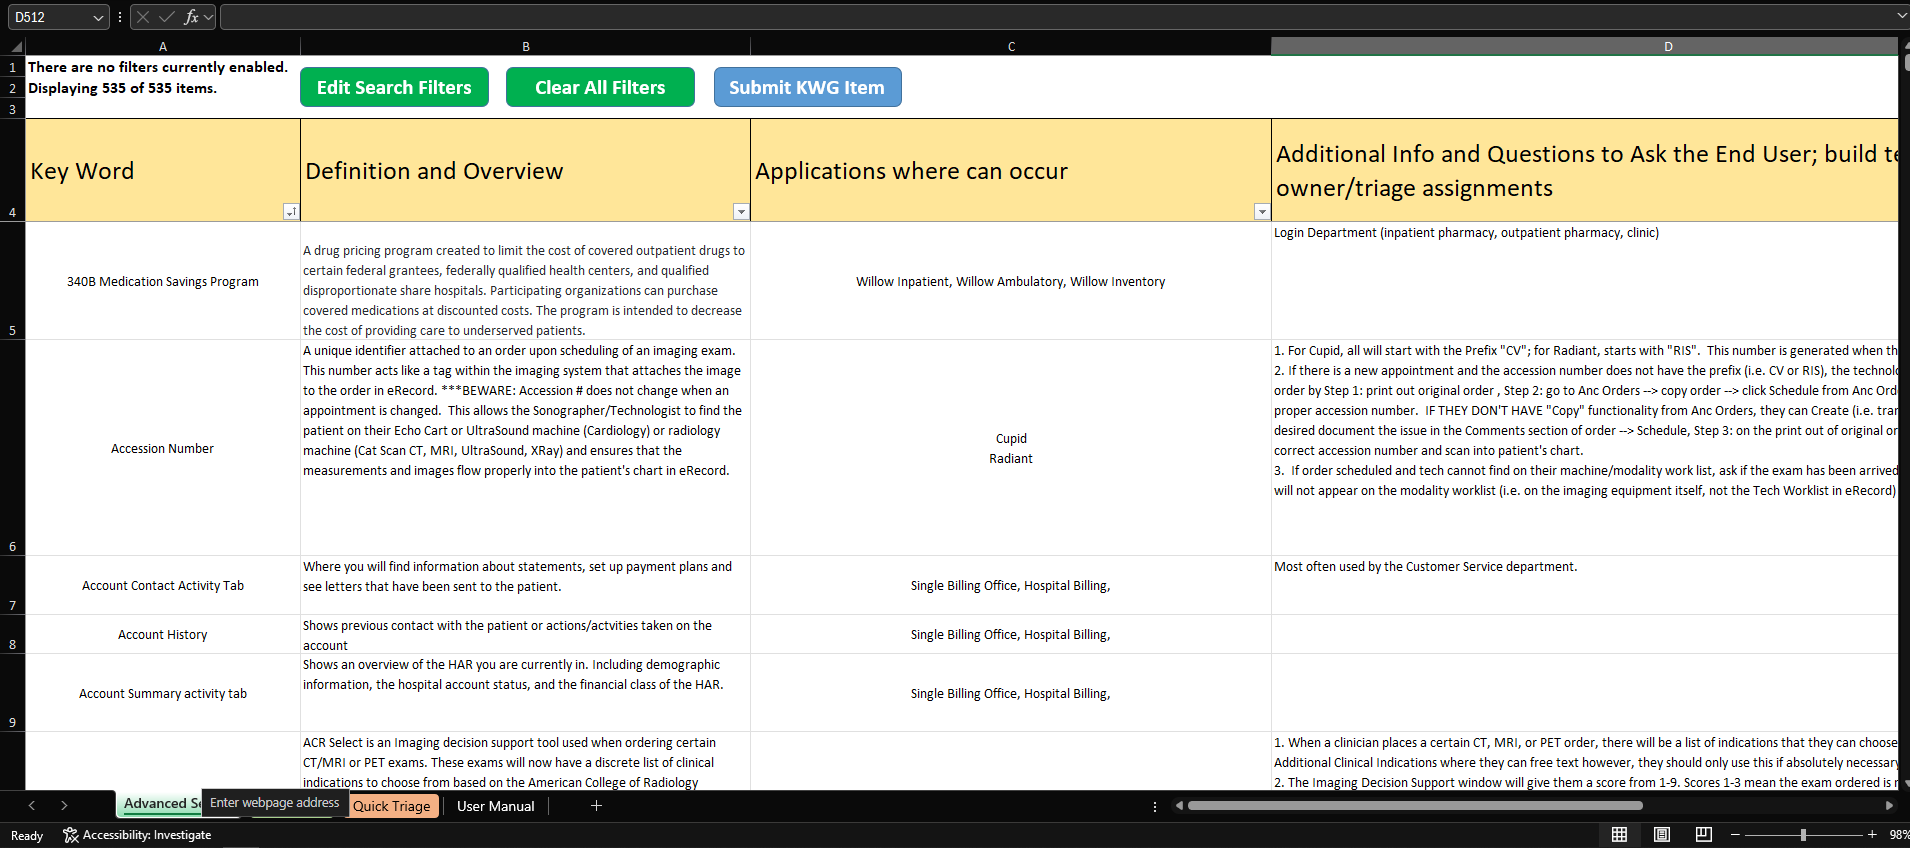 D512
fx
A B C D
1 There are no filters currently enabled.
2 Displaying 535 of 535 items.
3
Edit Search Filters
Clear All Filters
Submit KWG Item
4
Key Word
Definition and Overview
Applications where can occur
Additional Info and Questions to Ask the End User; build
owner/triage assignments
5
340B Medication Savings Program
A drug pricing program created to limit the cost of covered outpatient drugs to
certain federal grantees, federally qualified health centers, and qualified
disproportionate share hospitals. Participating organizations can purchase
covered medications at discounted costs. The program is intended to decrease
the cost of providing care to underserved patients.
Willow Inpatient, Willow Ambulatory, Willow Inventory
Login Department (inpatient pharmacy, outpatient pharmacy, clinic)
6
Accession Number
A unique identifier attached to an order upon scheduling of an imaging exam.
This number acts like a tag within the imaging system that attaches the image
to the order in eRecord. ***BEWARE: Accession # does not change when an
appointment is changed.  This allows the Sonographer/Technologist to find the
patient on their Echo Cart or UltraSound machine (Cardiology) or radiology
machine (Cat Scan CT, MRI, UltraSound, XRay) and ensures that the
measurements and images flow properly into the patient's chart in eRecord.
Cupid
Radiant
1. For Cupid, all will start with the Prefix "CV"; for Radiant, starts with "RIS".  This number is generated when
2. If there is a new appointment and the accession number does not have the prefix (i.e. CV or RIS), the
order by Step 1: print out original order , Step 2: go to Anc Orders --> copy order --> click Schedule from Anc
proper accession number.  IF THEY DON'T HAVE "Copy" functionality from Anc Orders, they can Create (i.e.
desired document the issue in the Comments section of order --> Schedule, Step 3: on the print out of original
correct accession number and scan into patient's chart.
3.  If order scheduled and tech cannot find on their machine/modality work list, ask if the exam has been arrived
will not appear on the modality worklist (i.e. on the imaging equipment itself, not the Tech Worklist in eRecord)
7
Account Contact Activity Tab
Where you will find information about statements, set up payment plans and
see letters that have been sent to the patient.
Single Billing Office, Hospital Billing,
Most often used by the Customer Service department.
8
Account History
Shows previous contact with the patient or actions/actvities taken on the
account
Single Billing Office, Hospital Billing,
9
Account Summary activity tab
Shows an overview of the HAR you are currently in. Including demographic
information, the hospital account status, and the financial class of the HAR.
Single Billing Office, Hospital Billing,
ACR Select is an Imaging decision support tool used when ordering certain
CT/MRI or PET exams. These exams will now have a discrete list of clinical
indications to choose from based on the American College of Radiology
1. When a clinician places a certain CT, MRI, or PET order, there will be a list of indications that they can choose
Additional Clinical Indications where they can free text however, they should only use this if absolutely necessary
2. The Imaging Decision Support window will give them a score from 1-9. Scores 1-3 mean the exam ordered is
Advanced
Enter webpage address
Quick Triage
User Manual
Ready
Accessibility: Investigate
98%